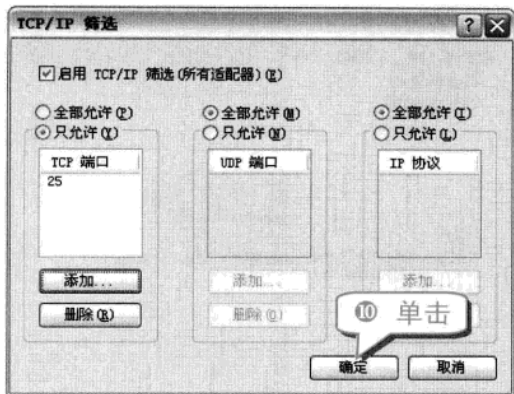 TCP/IP 筛选
启用 TCP/IP 筛选(所有适配器)(E)
全部允许(P)
只允许(Y)
TCP 端口
25
添加...
删除(R)
全部允许(M)
只允许(N)
UDP 端口
添加...
删除(O)
全部允许(I)
只允许(L)
IP 协议
添加...
⑩ 单击
确定
取消